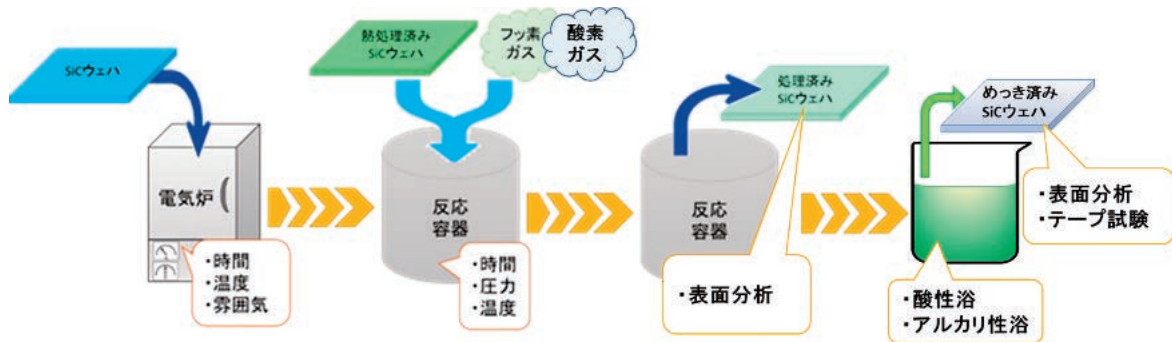 SiCウェハ
電気炉
・時間
・温度
・雰囲気
熱処理済み
SiCウェハ
フッ素
ガス
酸素
ガス
反応
容器
・時間
・圧力
・温度
処理済み
SiCウェハ
反応
容器
・表面分析
めっき済み
SiCウェハ
・表面分析
・テープ試験
・酸性浴
・アルカリ性浴